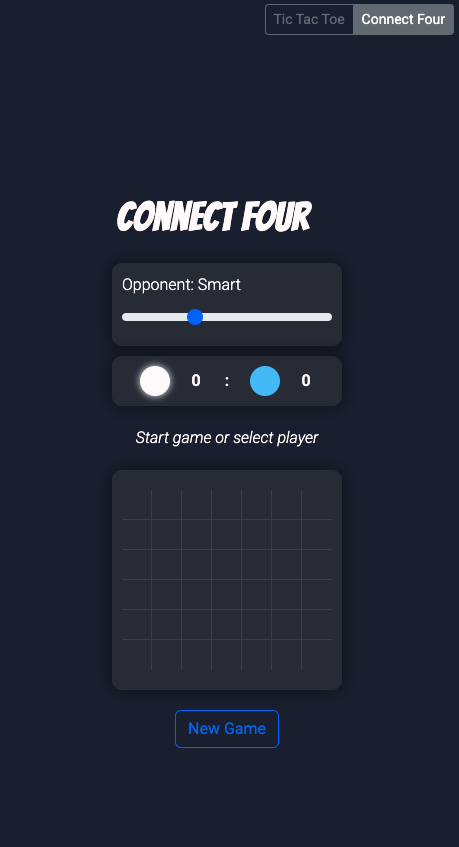 Tic Tac Toe Connect Four
CONNECT FOUR
Opponent: Smart
0 : 0
Start game or select player
New Game